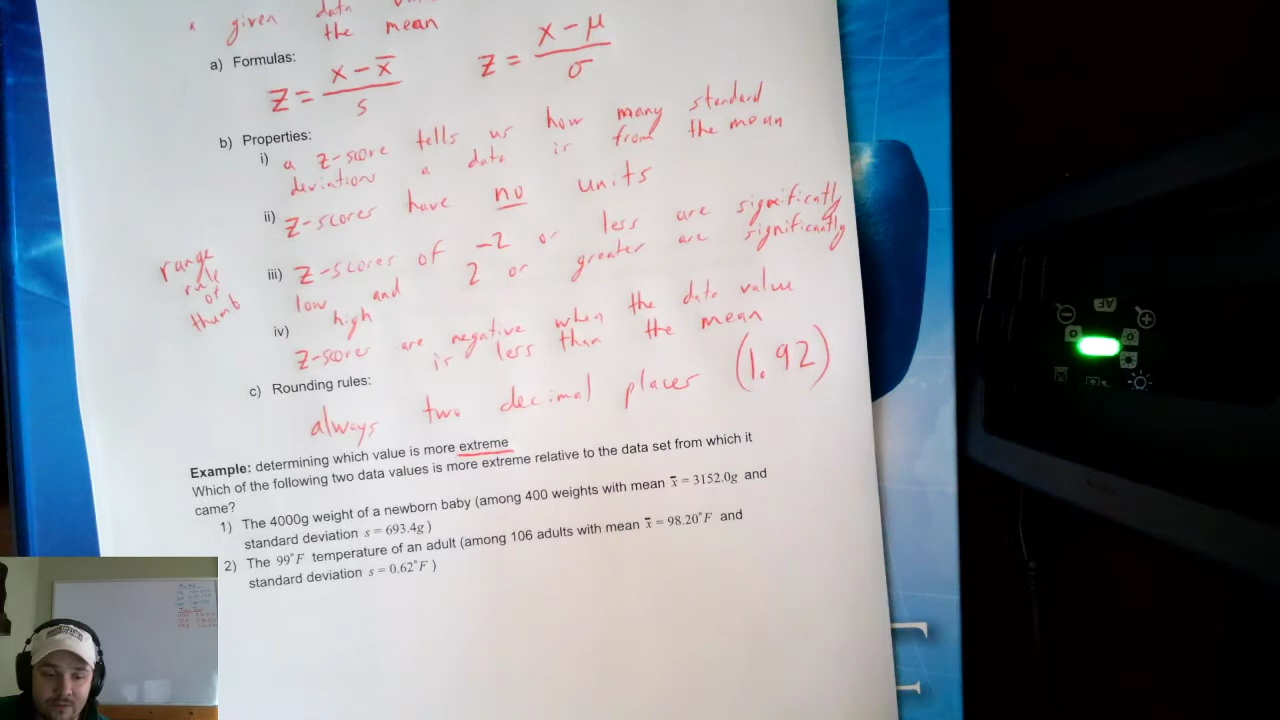 given data
the mean
a) Formulas:
z = x - x̄ / s
z = x - μ / σ
b) Properties:
i) a z-score tells us how many standard
deviations a data is from the mean
ii) z-scores have no units
iii) z-scores of -2 or less are significantly
low and 2 or greater are significantly
high
range
rule
of
thumb
iv) z-scores are negative when the data value
is less than the mean
c) Rounding rules:
always two decimal places (1.92)
Example: determining which value is more extreme
Which of the following two data values is more extreme relative to the data set from which it
came?
1) The 4000g weight of a newborn baby (among 400 weights with mean x̄ = 3152.0g and
standard deviation s = 693.4g )
2) The 99°F temperature of an adult (among 106 adults with mean x̄ = 98.20°F and
standard deviation s = 0.62°F )
AF